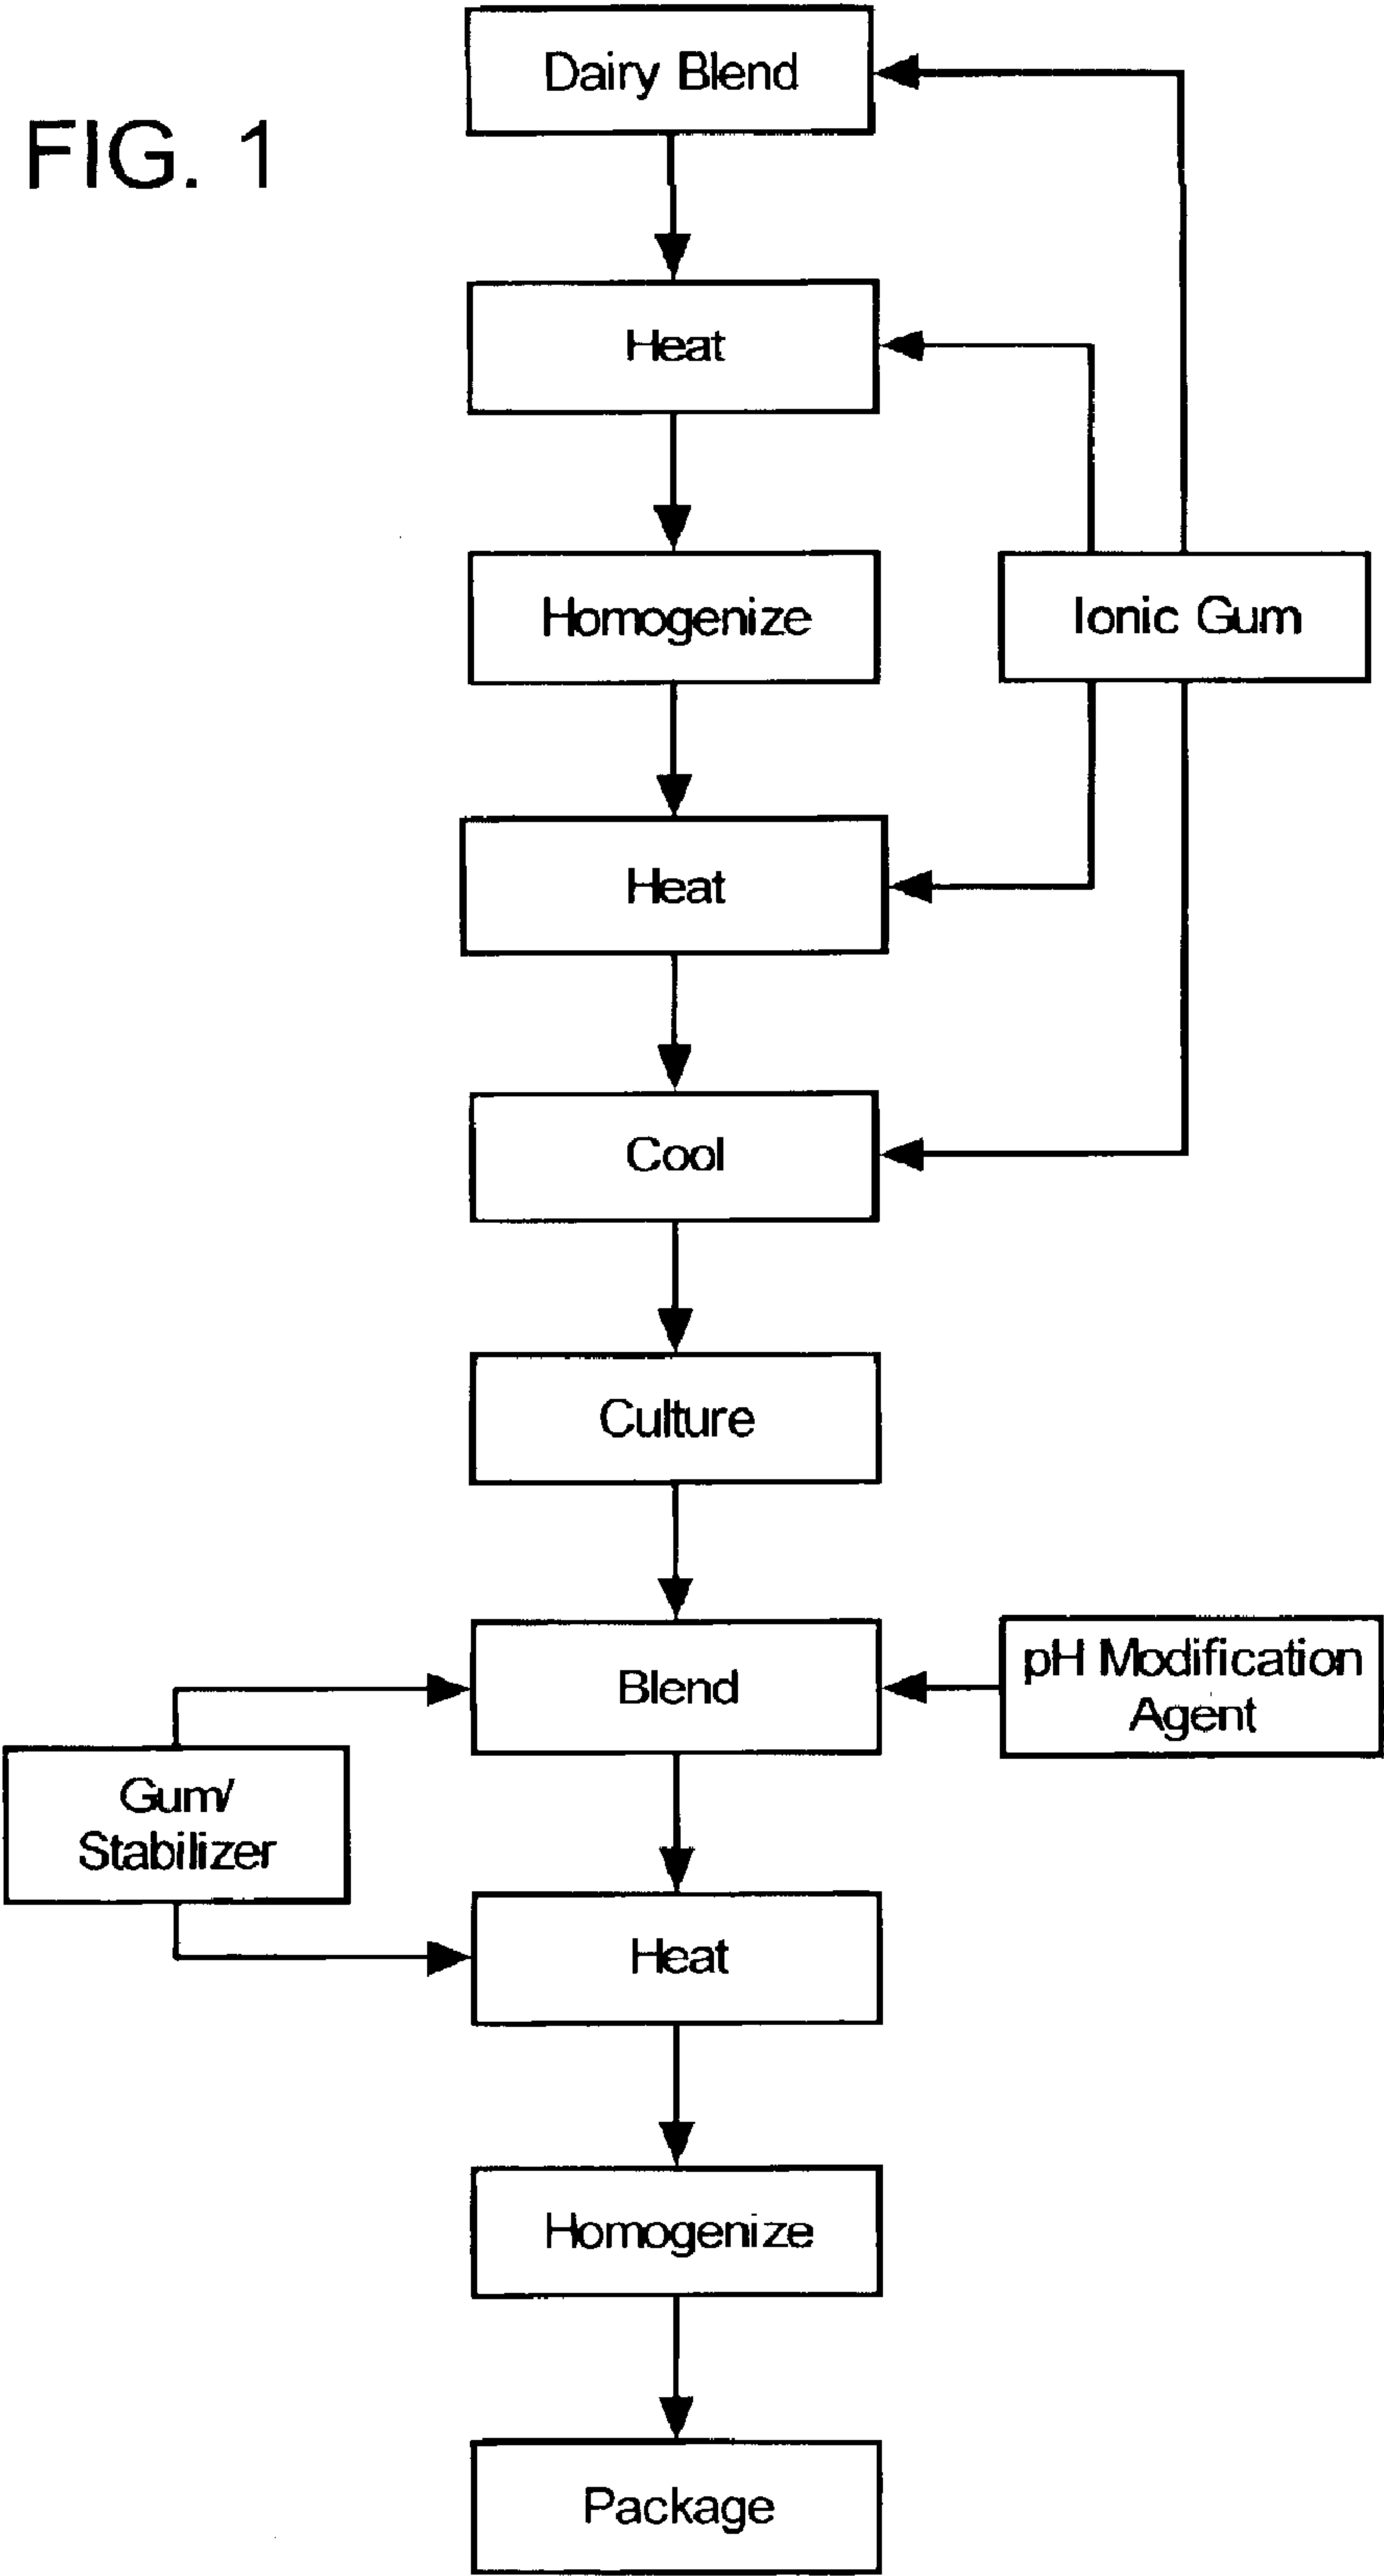 FIG. 1
Dairy Blend
Heat
Homogenize
Ionic Gum
Heat
Cool
Culture
Blend
pH Modification
Agent
Gum/
Stabilizer
Heat
Homogenize
Package